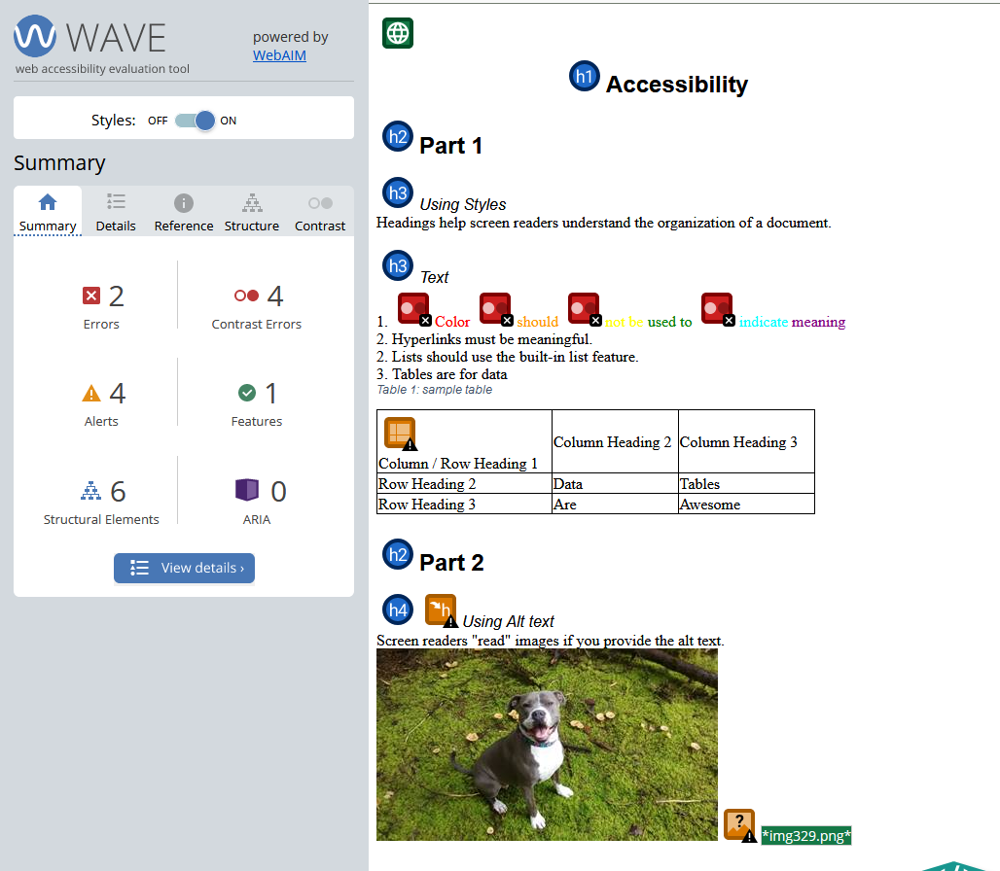 WAVE
powered by
WebAIM
web accessibility evaluation tool
Styles: OFF ON
Summary
Summary Details Reference Structure Contrast
2
Errors
4
Contrast Errors
4
Alerts
1
Features
6
Structural Elements
0
ARIA
View details ›
h1 Accessibility
h2 Part 1
h3 Using Styles
Headings help screen readers understand the organization of a document.
h3 Text
1. Color should not be used to indicate meaning
2. Hyperlinks must be meaningful.
2. Lists should use the built-in list feature.
3. Tables are for data
Table 1: sample table
Column / Row Heading 1 Column Heading 2 Column Heading 3
Row Heading 2 Data Tables
Row Heading 3 Are Awesome
h2 Part 2
h4 h Using Alt text
Screen readers "read" images if you provide the alt text.
? *img329.png*